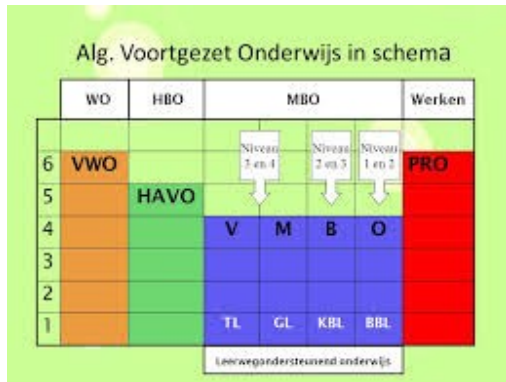 Alg. Voortgezet Onderwijs in schema
WO HBO MBO Werken
Niveau 3 en 4 Niveau 2 en 3 Niveau 1 en 2
6 VWO PRO
5 HAVO
4 V M B O
3
2
1 TL GL KBL BBL
Leerwegondersteunend onderwijs